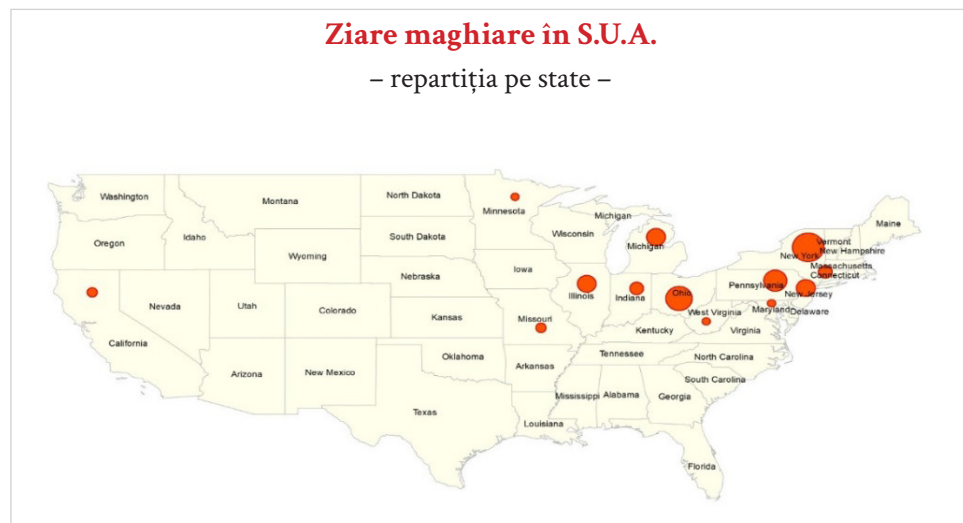 Ziare maghiare în S.U.A.
– repartiția pe state –
Washington
Montana
North Dakota
Minnesota
Michigan
Maine
Oregon
Idaho
South Dakota
Wisconsin
Michigan
Vermont
New York
New Hampshire
Wyoming
Massachusetts
Connecticut
Iowa
Nebraska
Pennsylvania
Illinois
Indiana
Ohio
New Jersey
Nevada
Utah
Colorado
Kansas
Missouri
West Virginia
Maryland
Delaware
California
Kentucky
Virginia
Oklahoma
Tennessee
North Carolina
Arkansas
Arizona
New Mexico
South Carolina
Mississippi
Alabama
Georgia
Texas
Louisiana
Florida